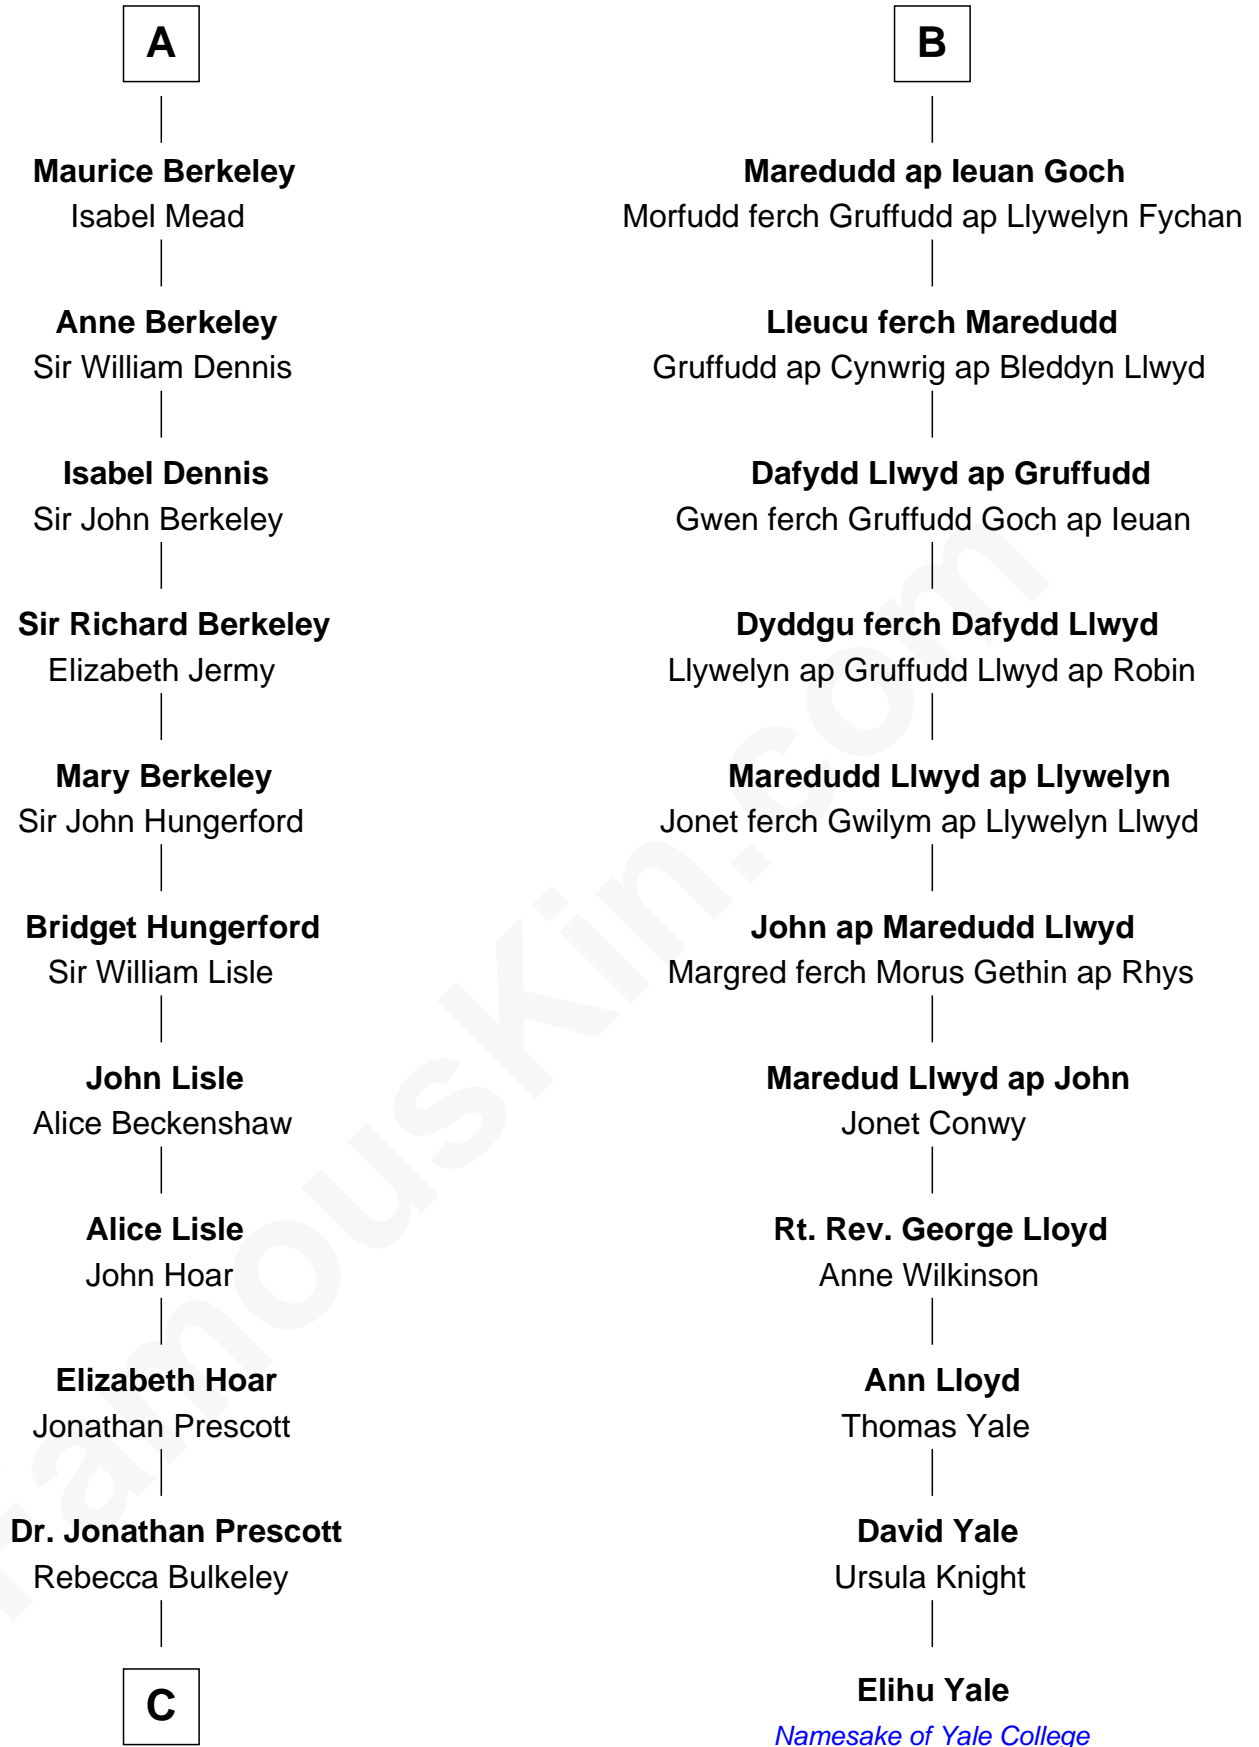 A
Maurice Berkeley
Isabel Mead
Anne Berkeley
Sir William Dennis
Isabel Dennis
Sir John Berkeley
Sir Richard Berkeley
Elizabeth Jermy
Mary Berkeley
Sir John Hungerford
Bridget Hungerford
Sir William Lisle
John Lisle
Alice Beckenshaw
Alice Lisle
John Hoar
Elizabeth Hoar
Jonathan Prescott
Dr. Jonathan Prescott
Rebecca Bulkeley
C
B
Maredudd ap Ieuan Goch
Morfudd ferch Gruffudd ap Llywelyn Fychan
Lleucu ferch Maredudd
Gruffudd ap Cynwrig ap Bleddyn Llwyd
Dafydd Llwyd ap Gruffudd
Gwen ferch Gruffudd Goch ap Ieuan
Dyddgu ferch Dafydd Llwyd
Llywelyn ap Gruffudd Llwyd ap Robin
Maredudd Llwyd ap Llywelyn
Jonet ferch Gwilym ap Llywelyn Llwyd
John ap Maredudd Llwyd
Margred ferch Morus Gethin ap Rhys
Maredud Llwyd ap John
Jonet Conwy
Rt. Rev. George Lloyd
Anne Wilkinson
Ann Lloyd
Thomas Yale
David Yale
Ursula Knight
Elihu Yale
Namesake of Yale College
FamousKin.com